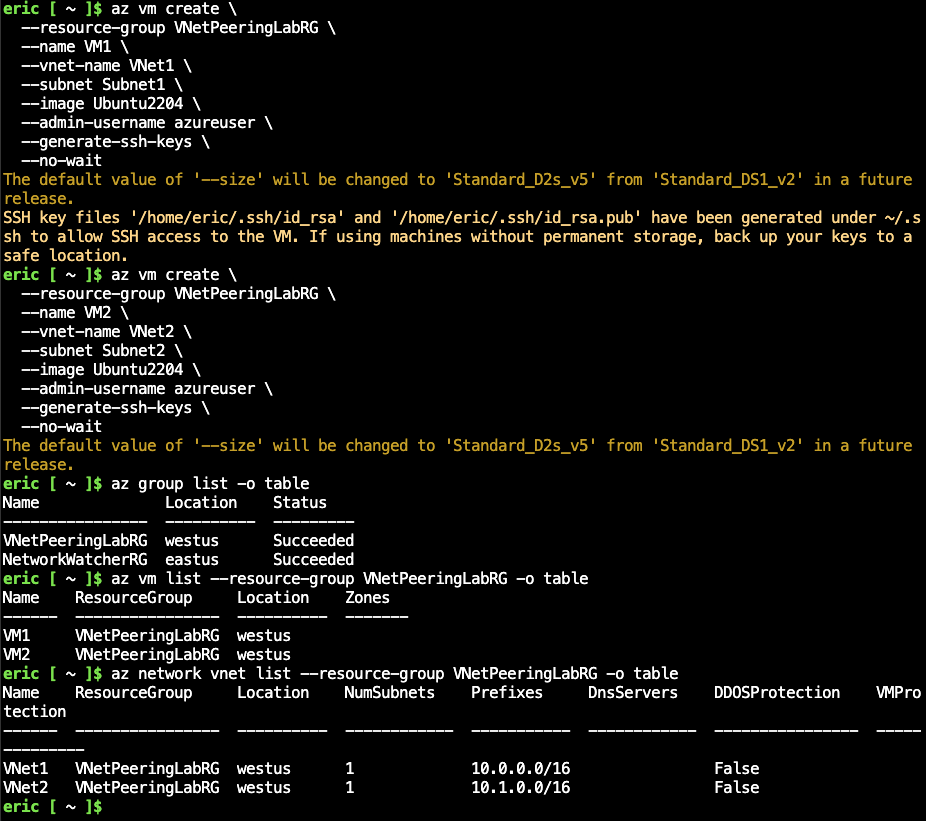 eric [ ~ ]$ az vm create \
  --resource-group VNetPeeringLabRG \
  --name VM1 \
  --vnet-name VNet1 \
  --subnet Subnet1 \
  --image Ubuntu2204 \
  --admin-username azureuser \
  --generate-ssh-keys \
  --no-wait
The default value of '--size' will be changed to 'Standard_D2s_v5' from 'Standard_DS1_v2' in a future
release.
SSH key files '/home/eric/.ssh/id_rsa' and '/home/eric/.ssh/id_rsa.pub' have been generated under ~/.s
sh to allow SSH access to the VM. If using machines without permanent storage, back up your keys to a
safe location.
eric [ ~ ]$ az vm create \
  --resource-group VNetPeeringLabRG \
  --name VM2 \
  --vnet-name VNet2 \
  --subnet Subnet2 \
  --image Ubuntu2204 \
  --admin-username azureuser \
  --generate-ssh-keys \
  --no-wait
The default value of '--size' will be changed to 'Standard_D2s_v5' from 'Standard_DS1_v2' in a future
release.
eric [ ~ ]$ az group list -o table
Name              Location    Status
----------------  ----------  ---------
VNetPeeringLabRG  westus      Succeeded
NetworkWatcherRG  eastus      Succeeded
eric [ ~ ]$ az vm list --resource-group VNetPeeringLabRG -o table
Name    ResourceGroup     Location    Zones
------  ----------------  ----------  -------
VM1     VNetPeeringLabRG  westus
VM2     VNetPeeringLabRG  westus
eric [ ~ ]$ az network vnet list --resource-group VNetPeeringLabRG -o table
Name    ResourceGroup     Location    NumSubnets    Prefixes     DnsServers    DDOSProtection    VMPro
tection
------  ----------------  ----------  ------------  -----------  ------------  ----------------  -----
---------
VNet1   VNetPeeringLabRG  westus      1             10.0.0.0/16                False
VNet2   VNetPeeringLabRG  westus      1             10.1.0.0/16                False
eric [ ~ ]$